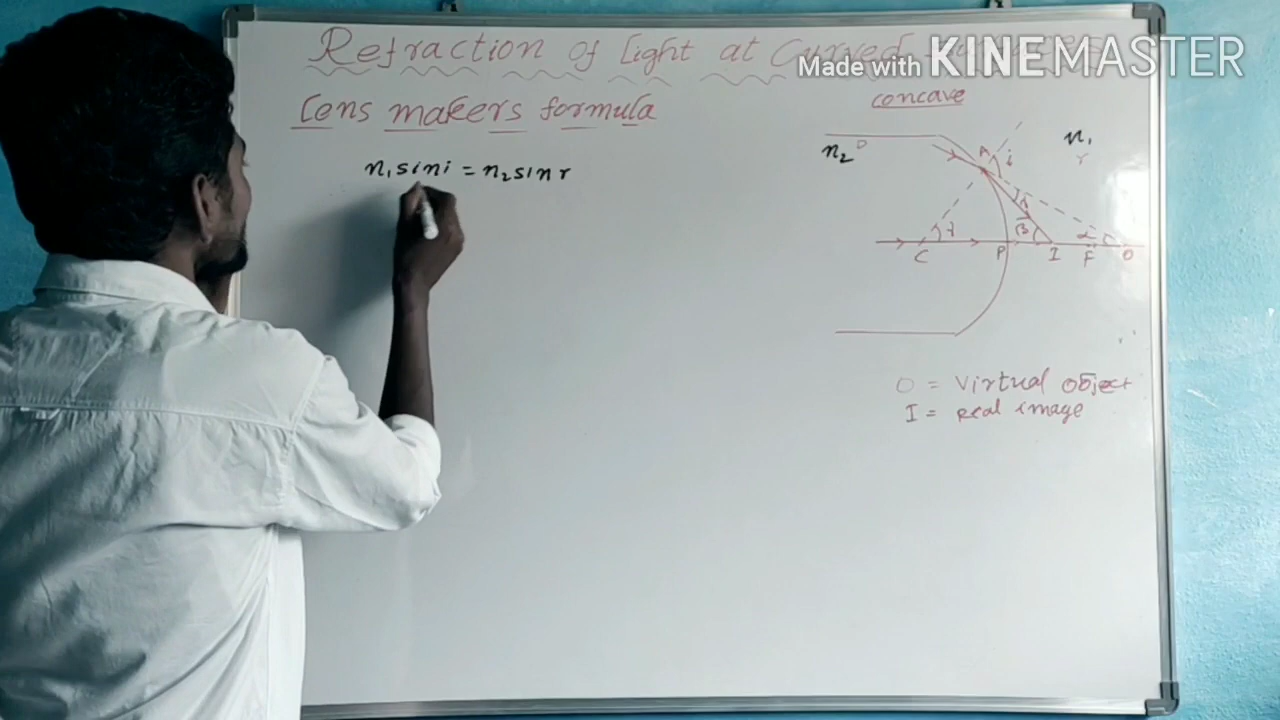 Refraction of light at Curved
Made with KINEMASTER
Lens makers formula
concave
n₁ sin i = n₂ sin r
n₂
A
i
n₁
r
B
α
C
P
I
F
O
O = Virtual object
I = real image